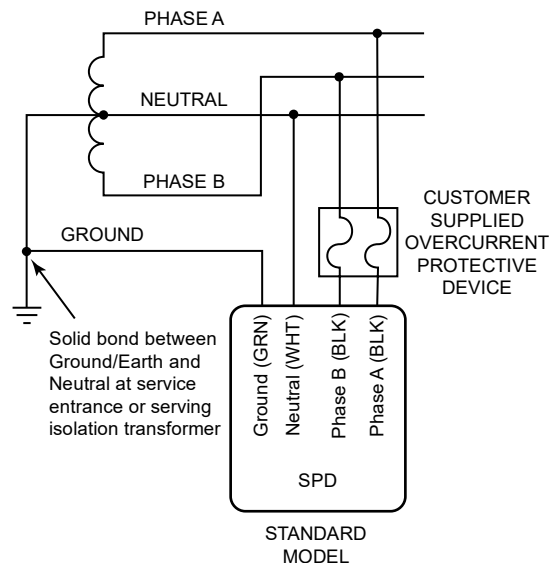 PHASE A
NEUTRAL
PHASE B
GROUND
CUSTOMER
SUPPLIED
OVERCURRENT
PROTECTIVE
DEVICE
Solid bond between
Ground/Earth and
Neutral at service
entrance or serving
isolation transformer
Ground (GRN)
Neutral (WHT)
Phase B (BLK)
Phase A (BLK)
SPD
STANDARD
MODEL